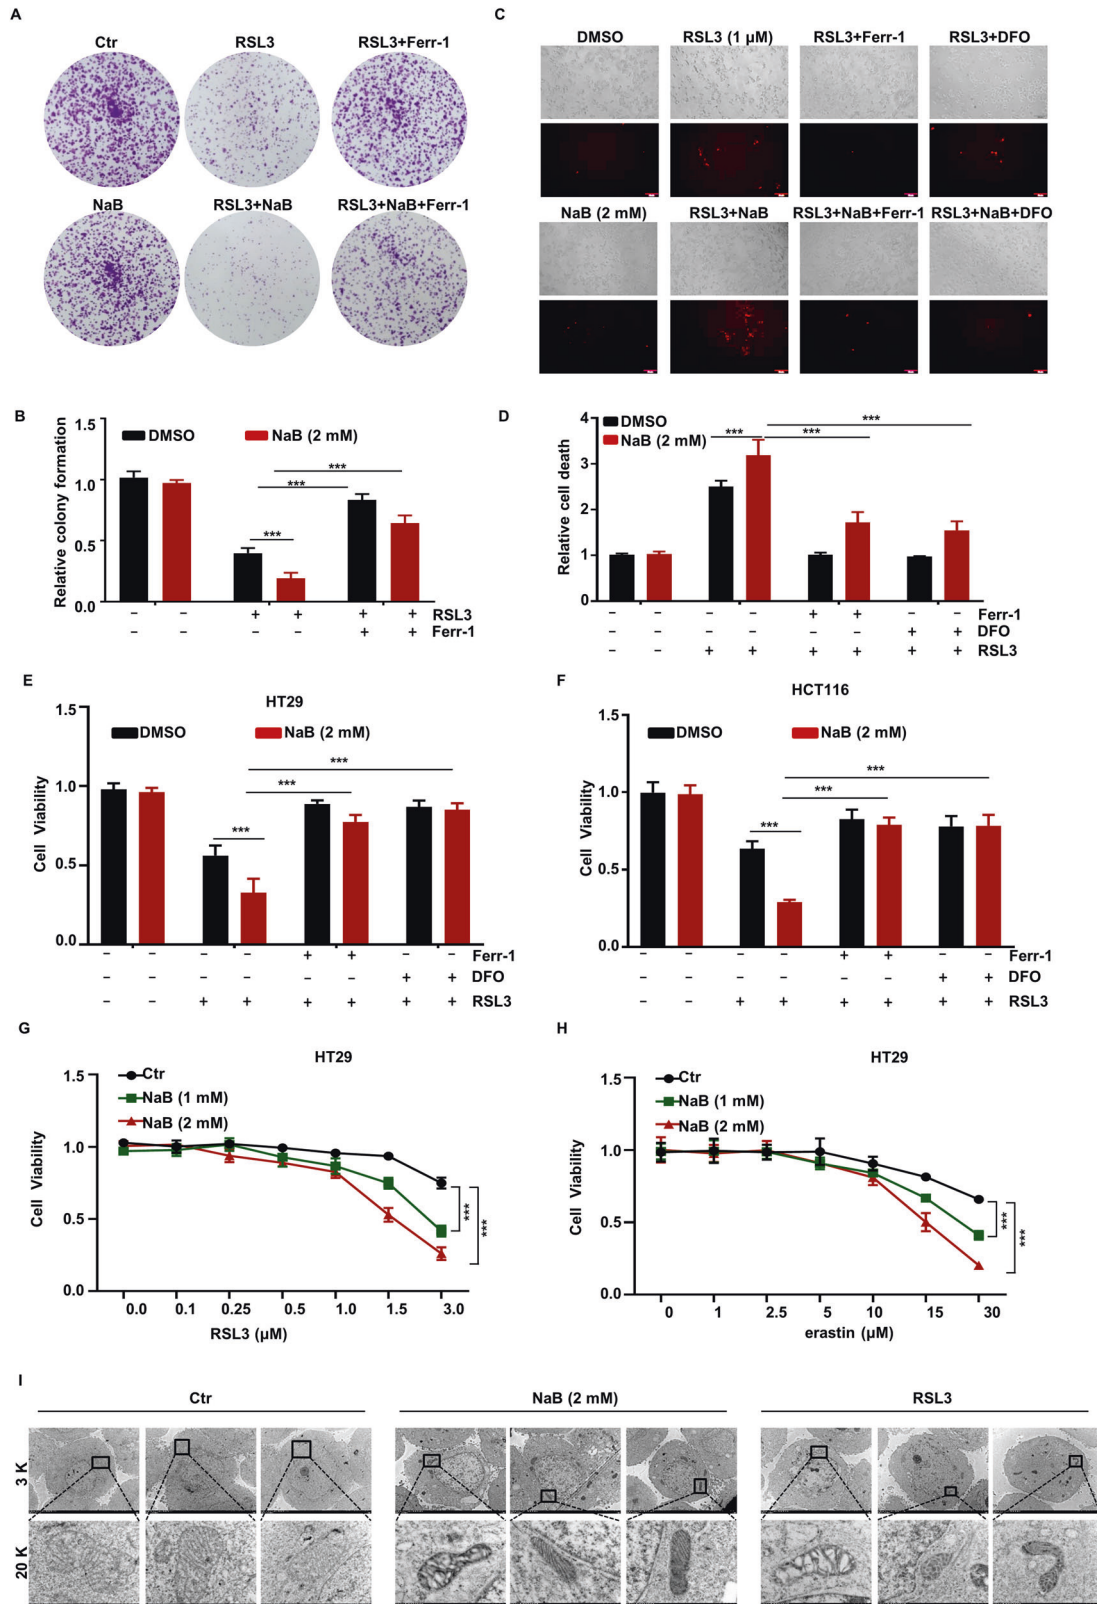 A
Ctr RSL3 RSL3+Ferr-1
NaB RSL3+NaB RSL3+NaB+Ferr-1
C
DMSO RSL3 (1 µM) RSL3+Ferr-1 RSL3+DFO
NaB (2 mM) RSL3+NaB RSL3+NaB+Ferr-1 RSL3+NaB+DFO
B
1.5
1.0
0.5
0.0
Relative colony formation
DMSO NaB (2 mM)
***
***
***
– – + + + + RSL3
– – – – + + Ferr-1
D
4
3
2
1
0
Relative cell death
DMSO
NaB (2 mM)
***
*** ***
– – – – + + – – Ferr-1
– – – – – – + + DFO
– – + + + + + + RSL3
E
HT29
1.5
1.0
0.5
0.0
Cell Viability
DMSO NaB (2 mM)
***
***
***
– – – – + + – – Ferr-1
– – – – – – + + DFO
– – + + + + + + RSL3
F
HCT116
1.5
1.0
0.5
0.0
Cell Viability
DMSO NaB (2 mM)
***
***
***
– – – – + + – – Ferr-1
– – – – – – + + DFO
– – + + + + + + RSL3
G
HT29
1.5
1.0
0.5
0.0
Cell Viability
Ctr
NaB (1 mM)
NaB (2 mM)
***
***
0.0 0.1 0.25 0.5 1.0 1.5 3.0
RSL3 (µM)
H
HT29
1.5
1.0
0.5
0.0
Cell Viability
Ctr
NaB (1 mM)
NaB (2 mM)
***
***
0 1 2.5 5 10 15 30
erastin (µM)
I
Ctr NaB (2 mM) RSL3
3 K
20 K